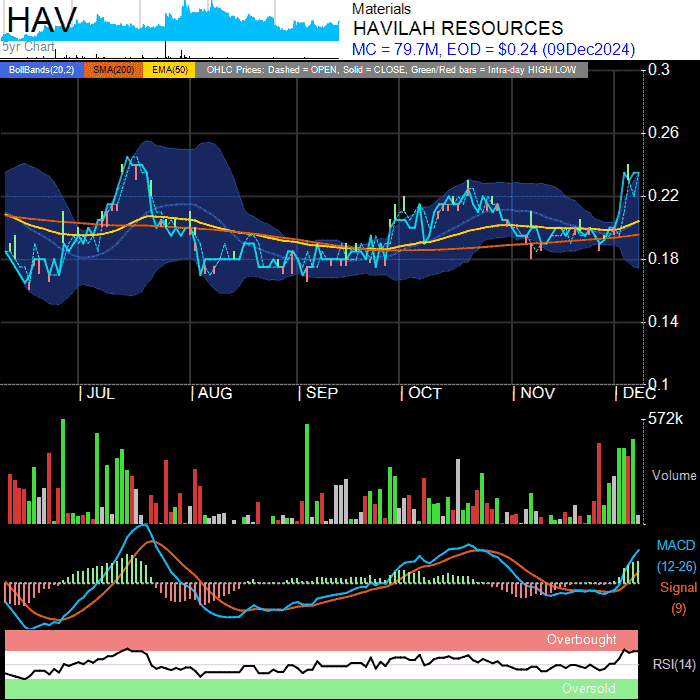 HAV
5yr Chart
Materials
HAVILAH RESOURCES
MC = 79.7M, EOD = $0.24 (09Dec2024)
BollBands(20,2) SMA(200) EMA(50) OHLC Prices: Dashed = OPEN, Solid = CLOSE, Green/Red bars = Intra-day HIGH/LOW
0.3
0.26
0.22
0.18
0.14
0.1
JUL AUG SEP OCT NOV DEC
572k
Volume
MACD
(12-26)
Signal
(9)
Overbought
RSI(14)
Oversold